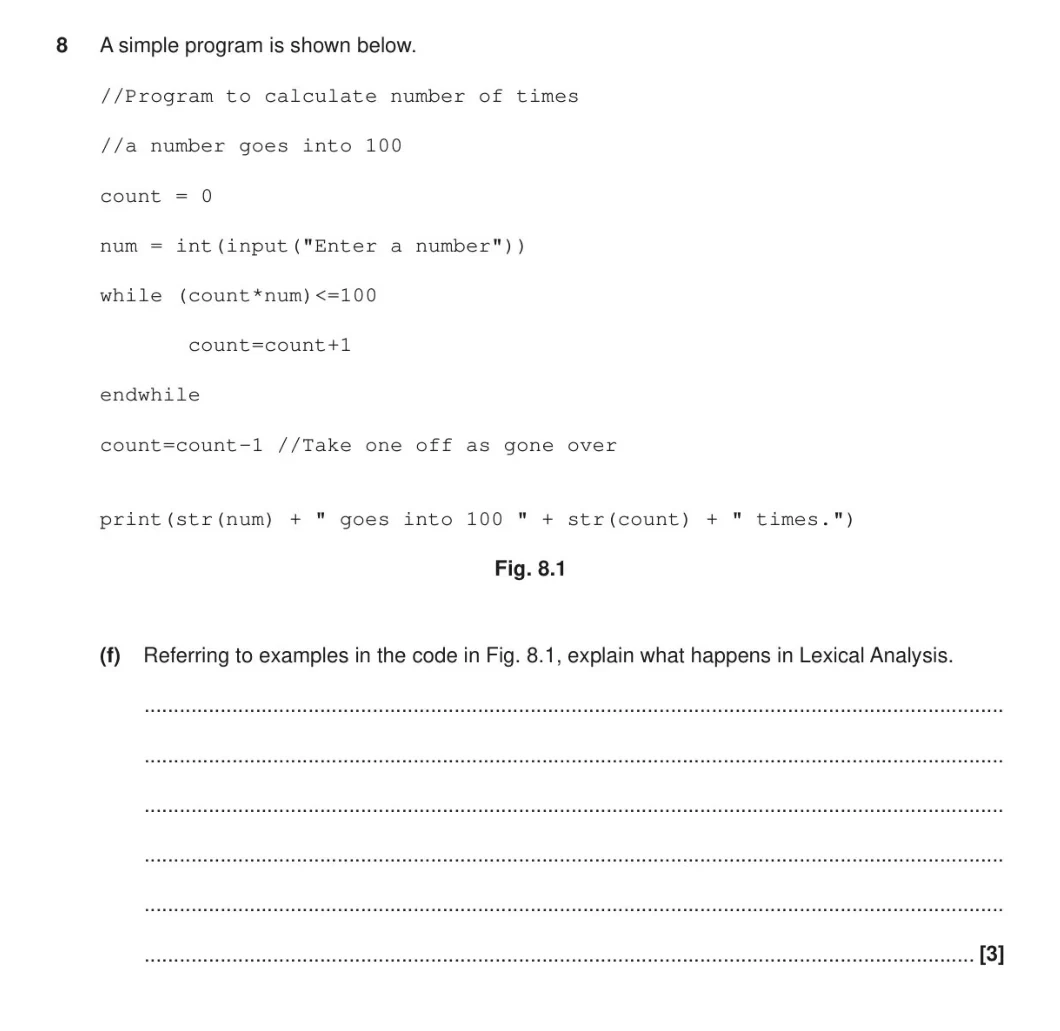 8 A simple program is shown below.
//Program to calculate number of times
//a number goes into 100
count = 0
num = int(input("Enter a number"))
while (count*num)<=100
count=count+1
endwhile
count=count-1 //Take one off as gone over
print(str(num) + " goes into 100 " + str(count) + " times.")
Fig. 8.1
(f) Referring to examples in the code in Fig. 8.1, explain what happens in Lexical Analysis.
[3]